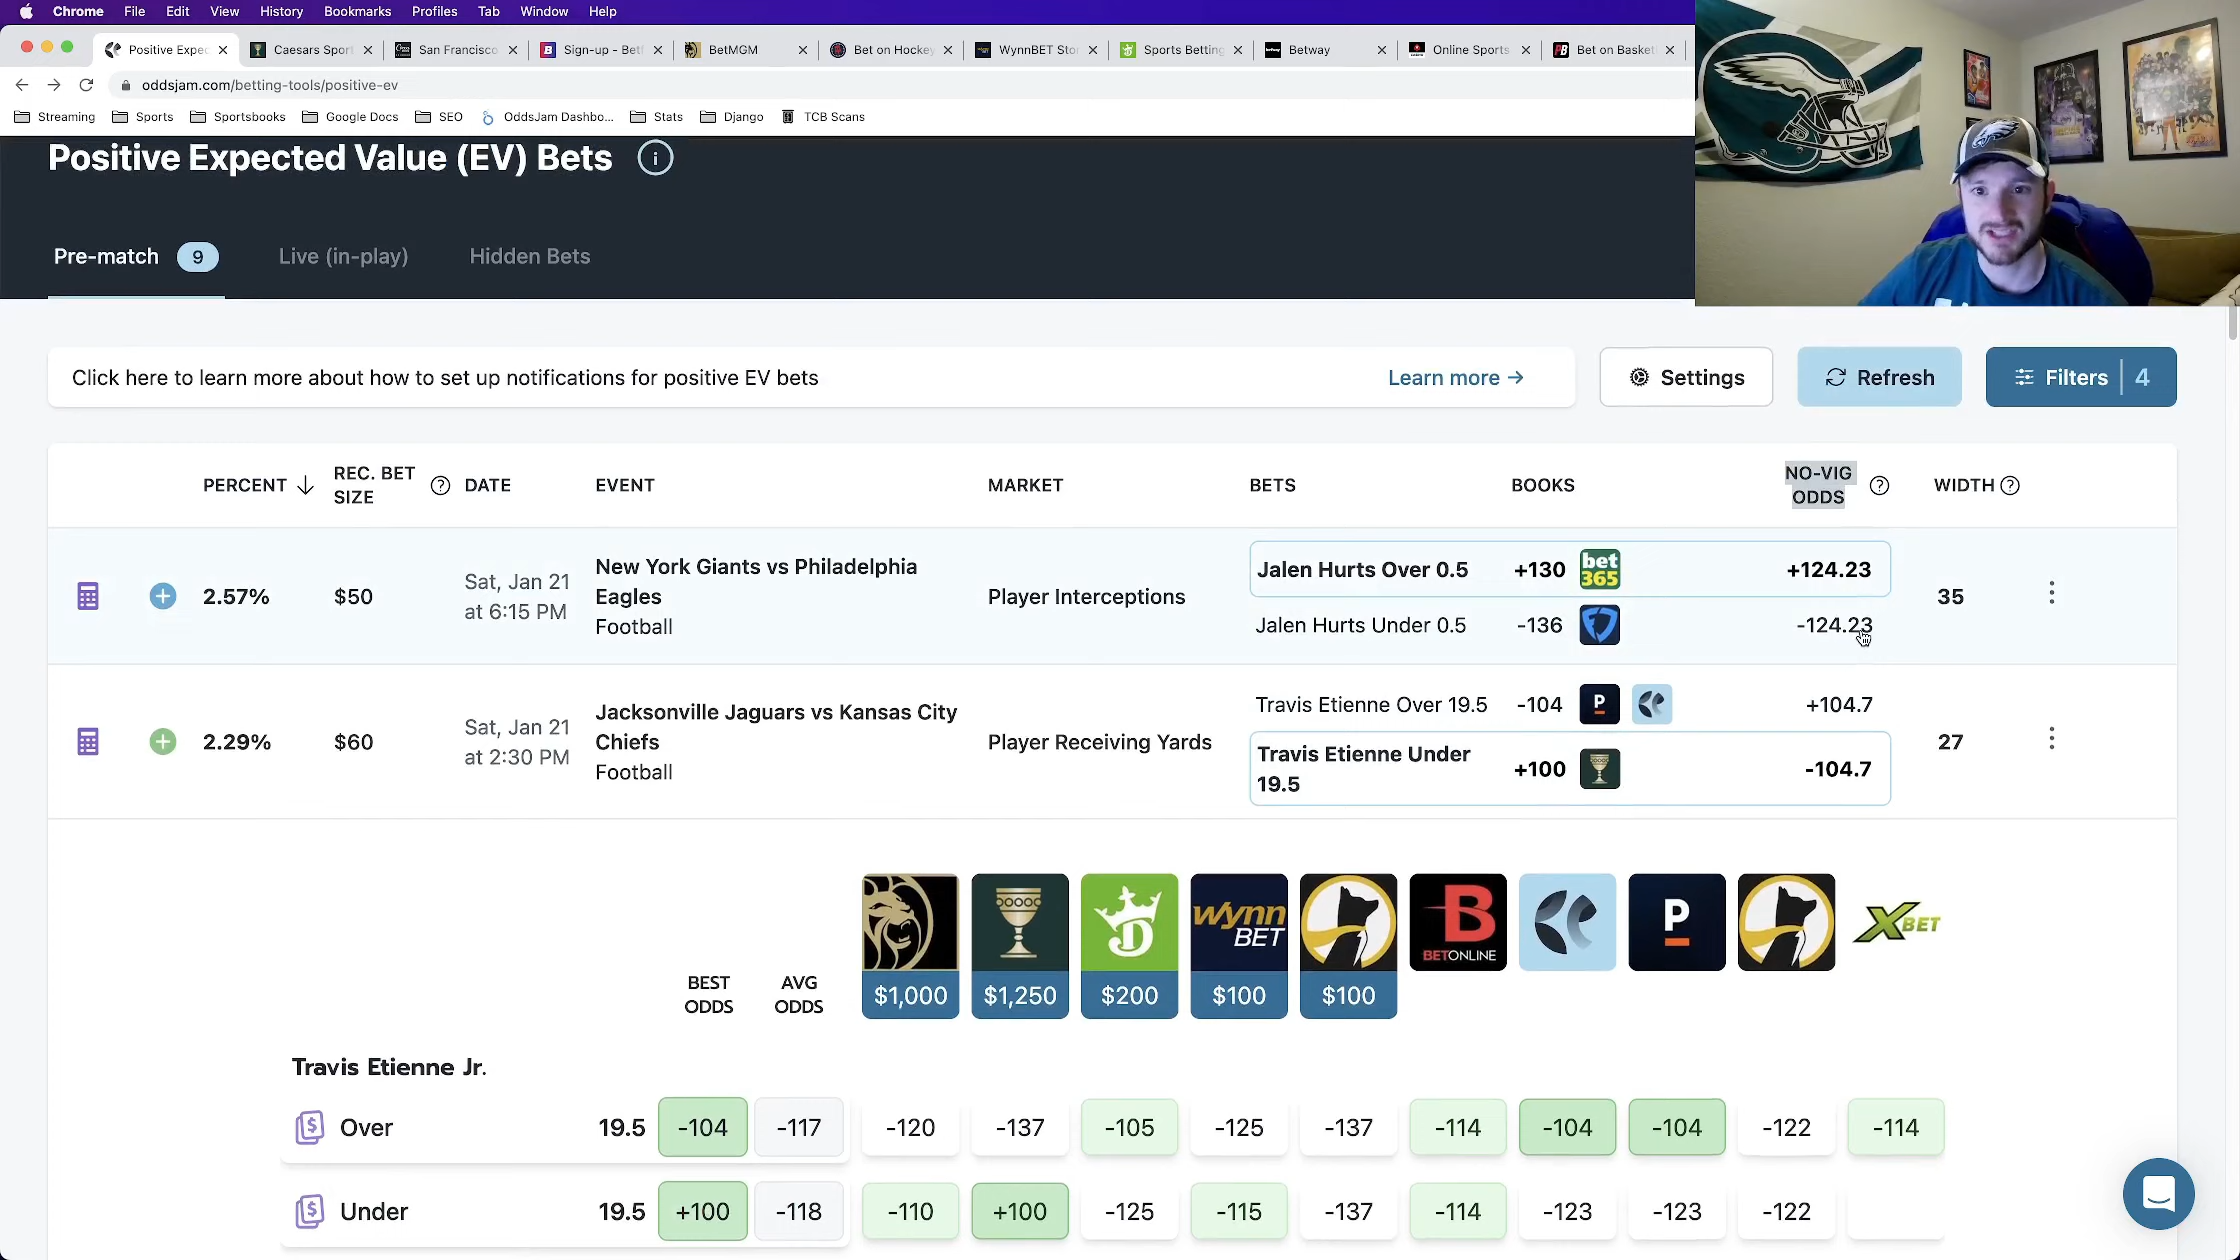 Chrome File Edit View History Bookmarks Profiles Tab Window Help
Positive Expec Caesars Sport San Francisco Sign-up - Bet BetMGM Bet on Hockey WynnBET Sto Sports Betting Betway Online Sports Bet on Basket
oddsjam.com/betting-tools/positive-ev
Streaming Sports Sportsbooks Google Docs SEO OddsJam Dashbo... Stats Django TCB Scans
Positive Expected Value (EV) Bets i
Pre-match 9 Live (in-play) Hidden Bets
Click here to learn more about how to set up notifications for positive EV bets Learn more → Settings Refresh Filters 4
PERCENT ↓ REC. BET SIZE ? DATE EVENT MARKET BETS BOOKS NO-VIG ODDS ? WIDTH ?
2.57% $50 Sat, Jan 21 at 6:15 PM
New York Giants vs Philadelphia
Eagles
Football
Player Interceptions
Jalen Hurts Over 0.5 +130 bet 365 +124.23
Jalen Hurts Under 0.5 -136 -124.23
35
2.29% $60 Sat, Jan 21 at 2:30 PM
Jacksonville Jaguars vs Kansas City
Chiefs
Football
Player Receiving Yards
Travis Etienne Over 19.5 -104 P +104.7
Travis Etienne Under
19.5 +100 -104.7
27
BEST ODDS AVG ODDS
wynn BET B BETONLINE P XBET
$1,000 $1,250 $200 $100 $100
Travis Etienne Jr.
Over 19.5 -104 -117 -120 -137 -105 -125 -137 -114 -104 -104 -122 -114
Under 19.5 +100 -118 -110 +100 -125 -115 -137 -114 -123 -123 -122